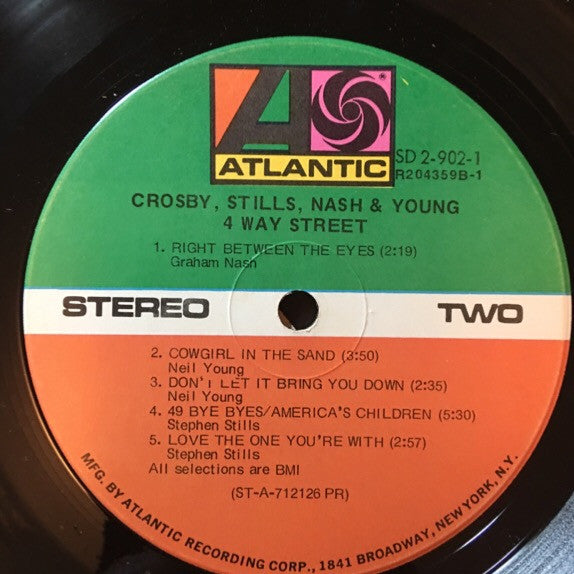 ATLANTIC
®
SD 2-902-1
R204359B-1
CROSBY, STILLS, NASH & YOUNG
4 WAY STREET
1. RIGHT BETWEEN THE EYES (2:19)
Graham Nash
STEREO TWO
2. COWGIRL IN THE SAND (3:50)
Neil Young
3. DON'T LET IT BRING YOU DOWN (2:35)
Neil Young
4. 49 BYE BYES/AMERICA'S CHILDREN (5:30)
Stephen Stills
5. LOVE THE ONE YOU'RE WITH (2:57)
Stephen Stills
All selections are BMI
(ST-A-712126 PR)
MFG. BY ATLANTIC RECORDING CORP., 1841 BROADWAY, NEW YORK, N.Y.